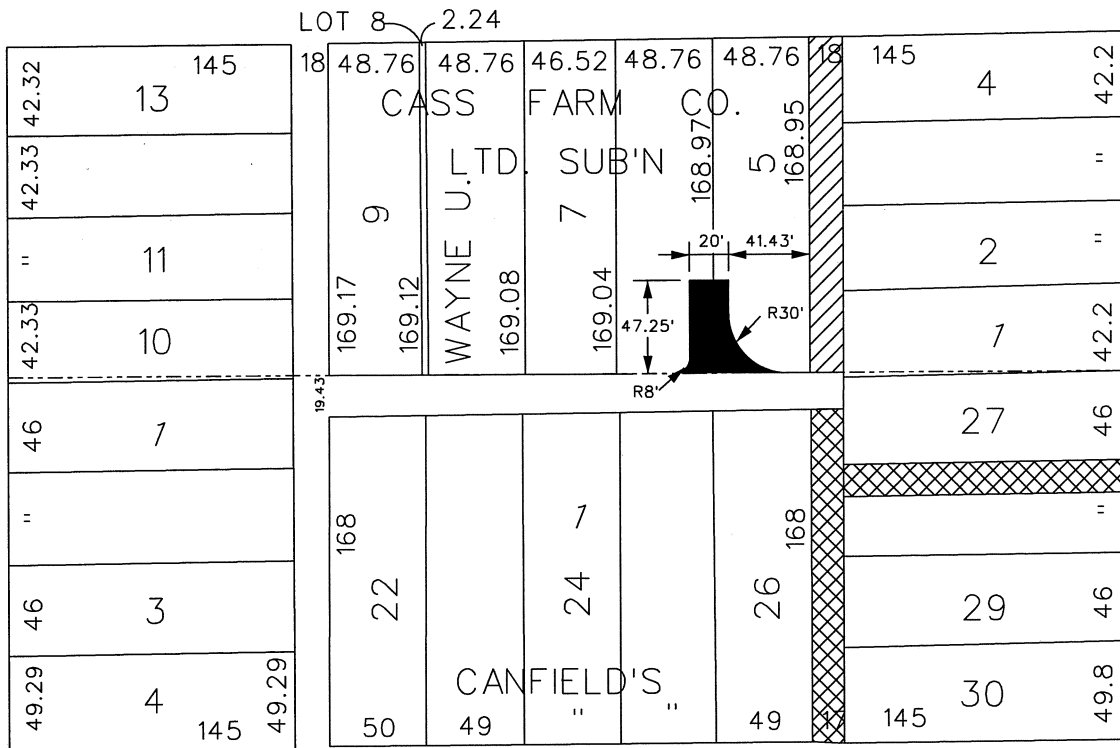 LOT 8 2.24
145 18 48.76 48.76 46.52 48.76 48.76 18 145
42.32 13 4 42.2
CASS FARM CO.
LTD. SUB'N
42.33 "
WAYNE U.
9 7 5
168.97 168.95
" 11 2 "
20' 41.43'
169.17 169.12 169.08 169.04
47.25' R30'
42.33 10 1 42.2
R8'
19.43
46 1 27 46
" "
168 1 168
22 24 26
46 3 29 46
CANFIELD'S
49.29 4 49.29 30 49.8
145 50 49 " " 49 145